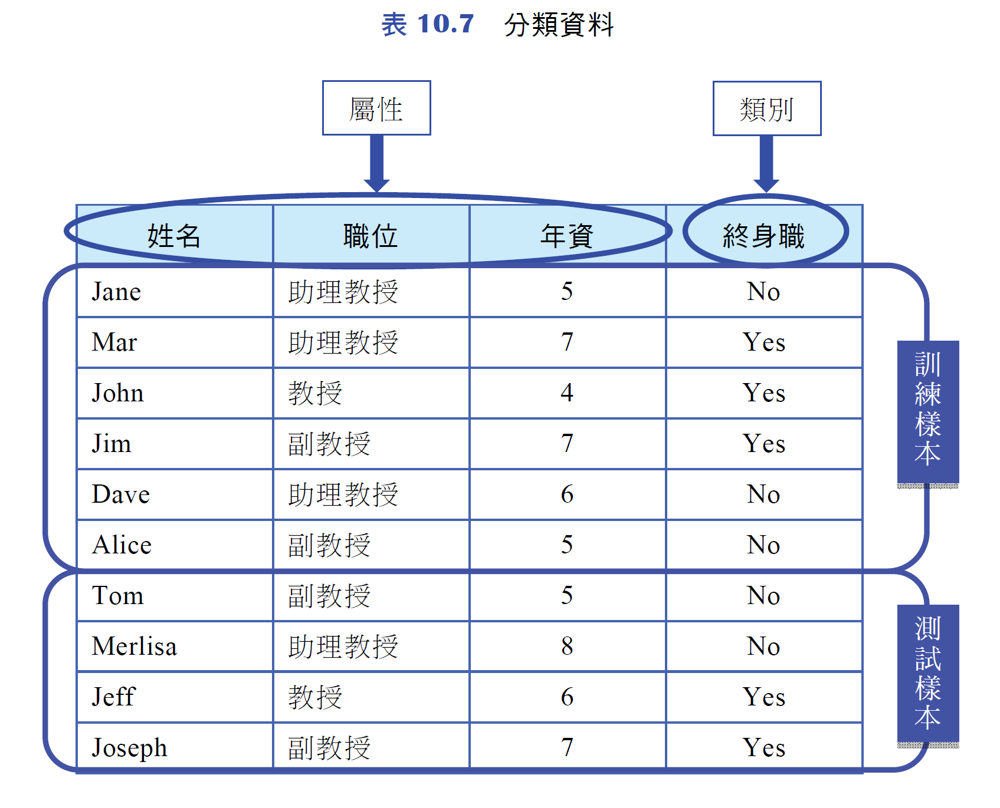 表 10.7 分類資料
屬性
類別
姓名 職位 年資 終身職
Jane 助理教授 5 No
Mar 助理教授 7 Yes
John 教授 4 Yes
Jim 副教授 7 Yes
Dave 助理教授 6 No
Alice 副教授 5 No
訓練樣本
Tom 副教授 5 No
Merlisa 助理教授 8 No
Jeff 教授 6 Yes
Joseph 副教授 7 Yes
測試樣本